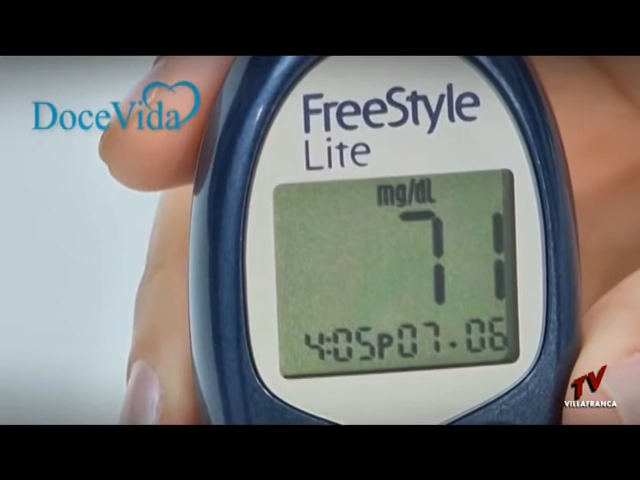 DoceVida
FreeStyle
Lite
mg/dL
71
4:05P07.06
TV
VILLAFRANCA